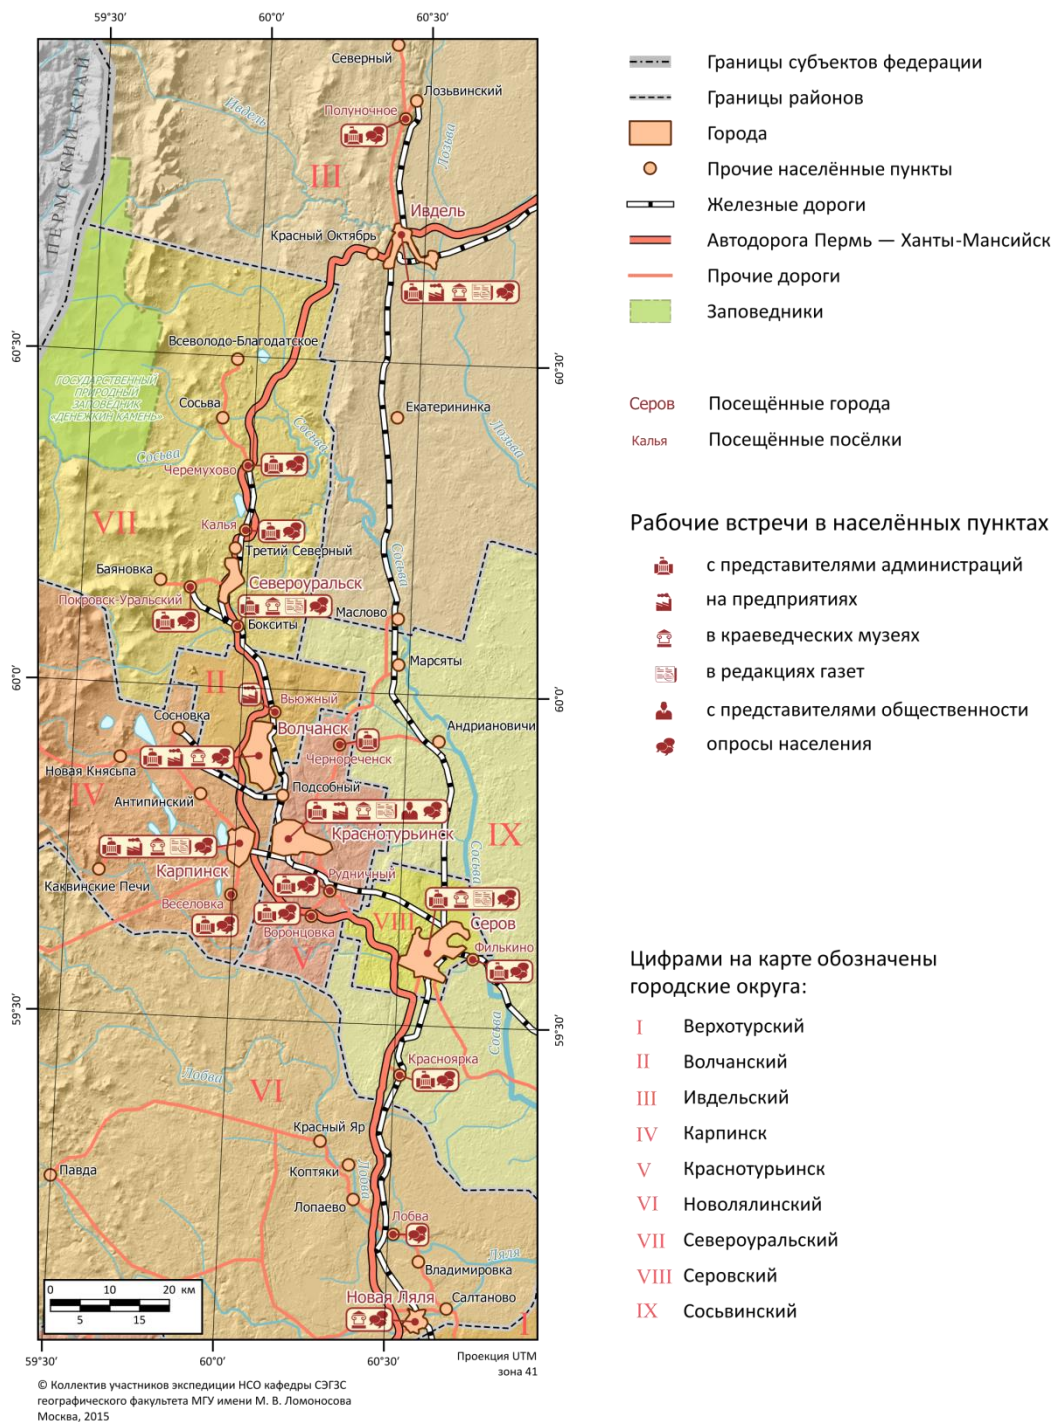 59°30'
60°0'
60°30'
Северный
Лозьвинский
Полуночное
Ивдель
Лозьва
ПЕРМСКИЙ КРАЙ
III
Ивдель
Красный Октябрь
60°30'
60°30'
Всеволодо-Благодатское
ГОСУДАРСТВЕННЫЙ
ПРИРОДНЫЙ
ЗАПОВЕДНИК
«ДЕНЕЖКИН КАМЕНЬ»
Сосьва
Екатерининка
Сосьва
Лозьва
Сосьва
Черемухово
VII
Калья
Третий Северный
Баяновка
Североуральск
Сосьва
Покровск-Уральский
Маслово
Бокситы
Марсяты
60°0'
60°0'
II
Вьюжный
Сосновка
Волчанск
Андриановичи
Новая Княсьпа
Чернореченск
IV
Антипинский
Подсобный
Краснотурьинск
IX
Сосьва
Карпинск
Каквинские Печи
Рудничный
Веселовка
Воронцовка
VIII
Серов
Филькино
V
59°30'
59°30'
Сосьва
Красноярка
Лобва
VI
Красный Яр
Павда
Коптяки
Лобва
Лопаево
Лобва
Ляля
Владимировка
Новая Ляля
Салтаново
I
0 10 20 км
5 15
59°30'
60°0'
60°30'
Проекция UTM
зона 41
© Коллектив участников экспедиции НСО кафедры СЭГЗС
географического факультета МГУ имени М. В. Ломоносова
Москва, 2015
Границы субъектов федерации
Границы районов
Города
Прочие населённые пункты
Железные дороги
Автодорога Пермь — Ханты-Мансийск
Прочие дороги
Заповедники
Серов Посещённые города
Калья Посещённые посёлки
Рабочие встречи в населённых пунктах
с представителями администраций
на предприятиях
в краеведческих музеях
в редакциях газет
с представителями общественности
опросы населения
Цифрами на карте обозначены
городские округа:
I Верхотурский
II Волчанский
III Ивдельский
IV Карпинск
V Краснотурьинск
VI Новолялинский
VII Североуральский
VIII Серовский
IX Сосьвинский